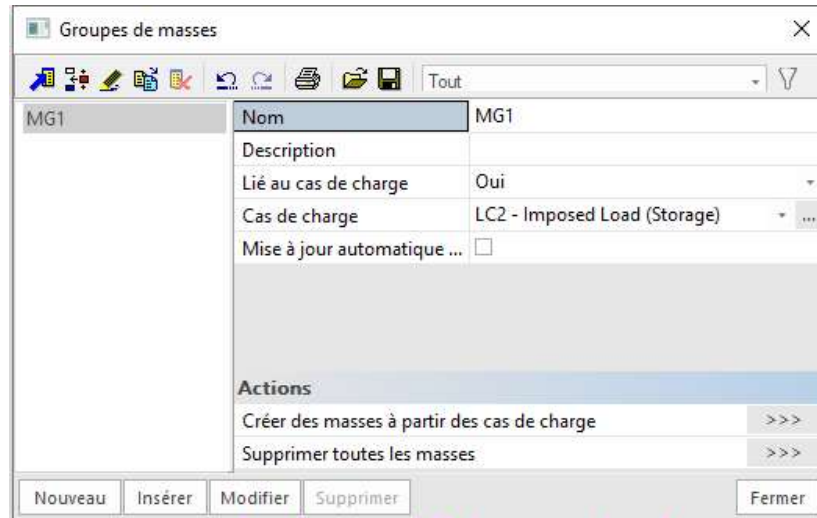 Groupes de masses
Tout
MG1
Nom MG1
Description
Lié au cas de charge Oui
Cas de charge LC2 - Imposed Load (Storage) ...
Mise à jour automatique ...
Actions
Créer des masses à partir des cas de charge >>>
Supprimer toutes les masses >>>
Nouveau Insérer Modifier Supprimer Fermer